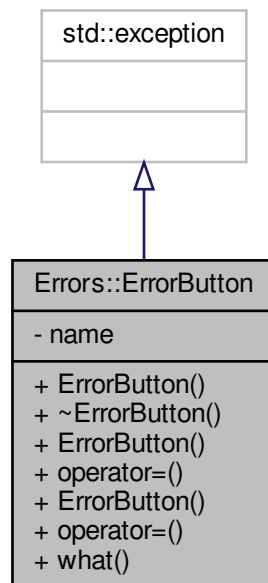 std::exception
Errors::ErrorButton
- name
+ ErrorButton()
+ ~ErrorButton()
+ ErrorButton()
+ operator=()
+ ErrorButton()
+ operator=()
+ what()